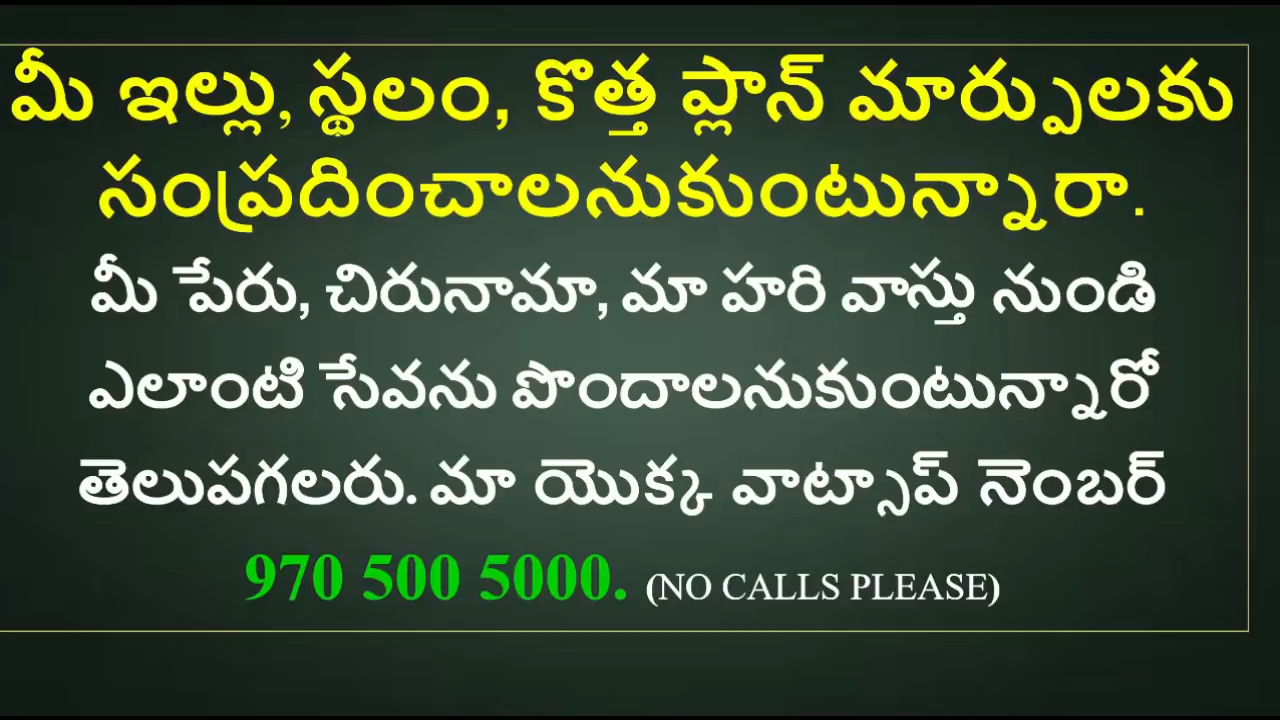 మీ ఇల్లు, స్థలం, కొత్త ప్లాన్ మార్పులకు
సంప్రదించాలనుకుంటున్నారా.
మీ పేరు, చిరునామా, మా హరి వాస్తు నుండి
ఎలాంటి సేవను పొందాలనుకుంటున్నారో
తెలుపగలరు. మా యొక్క వాట్సాప్ నెంబర్
970 500 5000. (NO CALLS PLEASE)